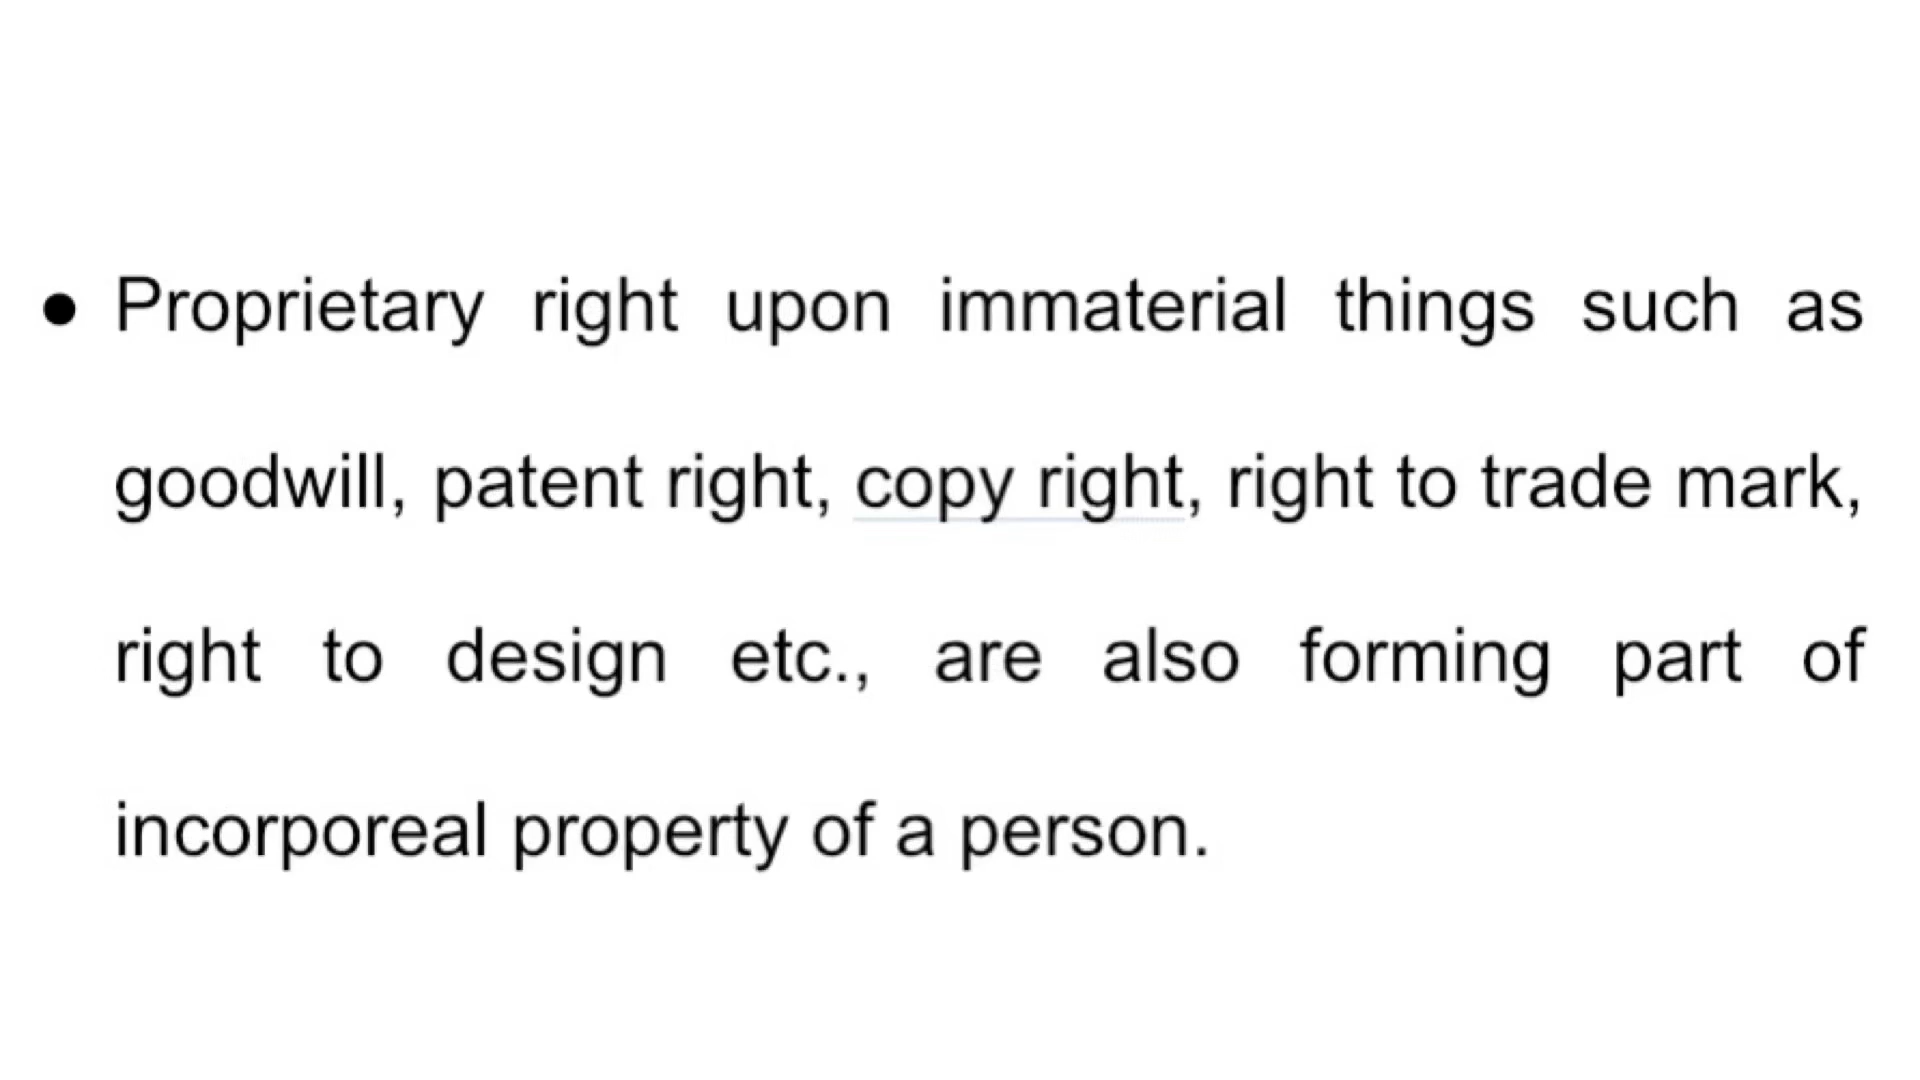 ● Proprietary right upon immaterial things such as
goodwill, patent right, copy right, right to trade mark,
right to design etc., are also forming part of
incorporeal property of a person.